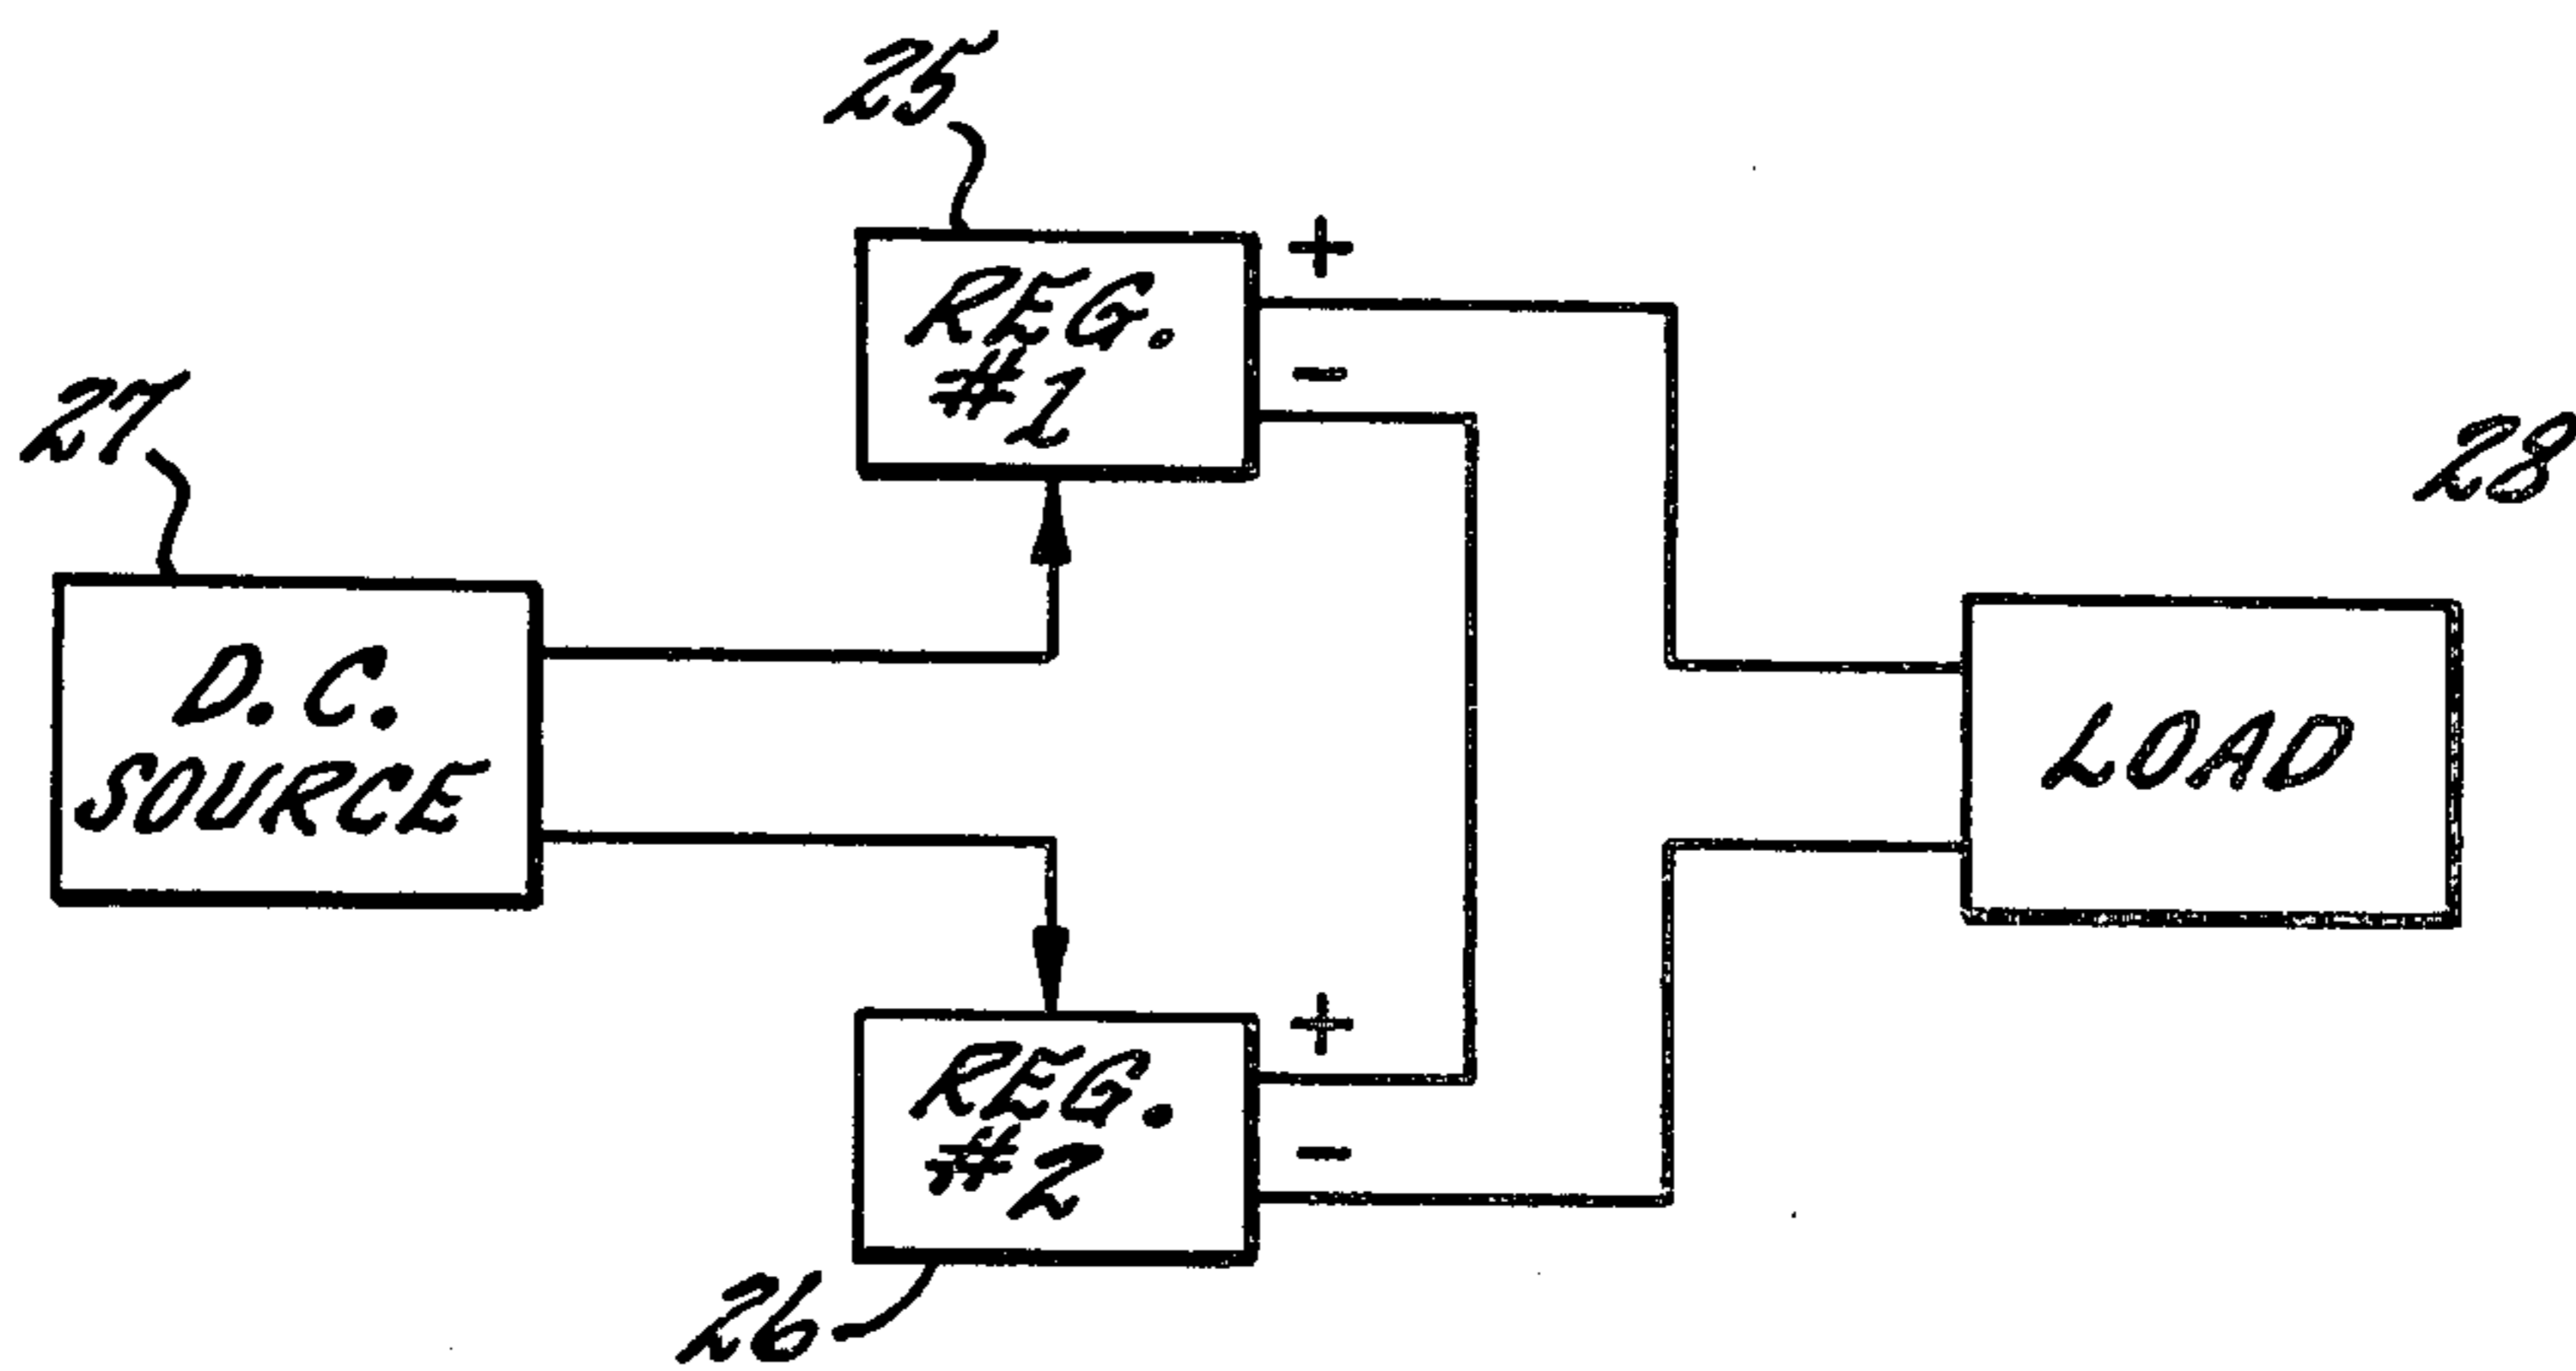 25
+
REG.
#1
-
27
28
D.C.
SOURCE
LOAD
+
REG.
#2
-
26